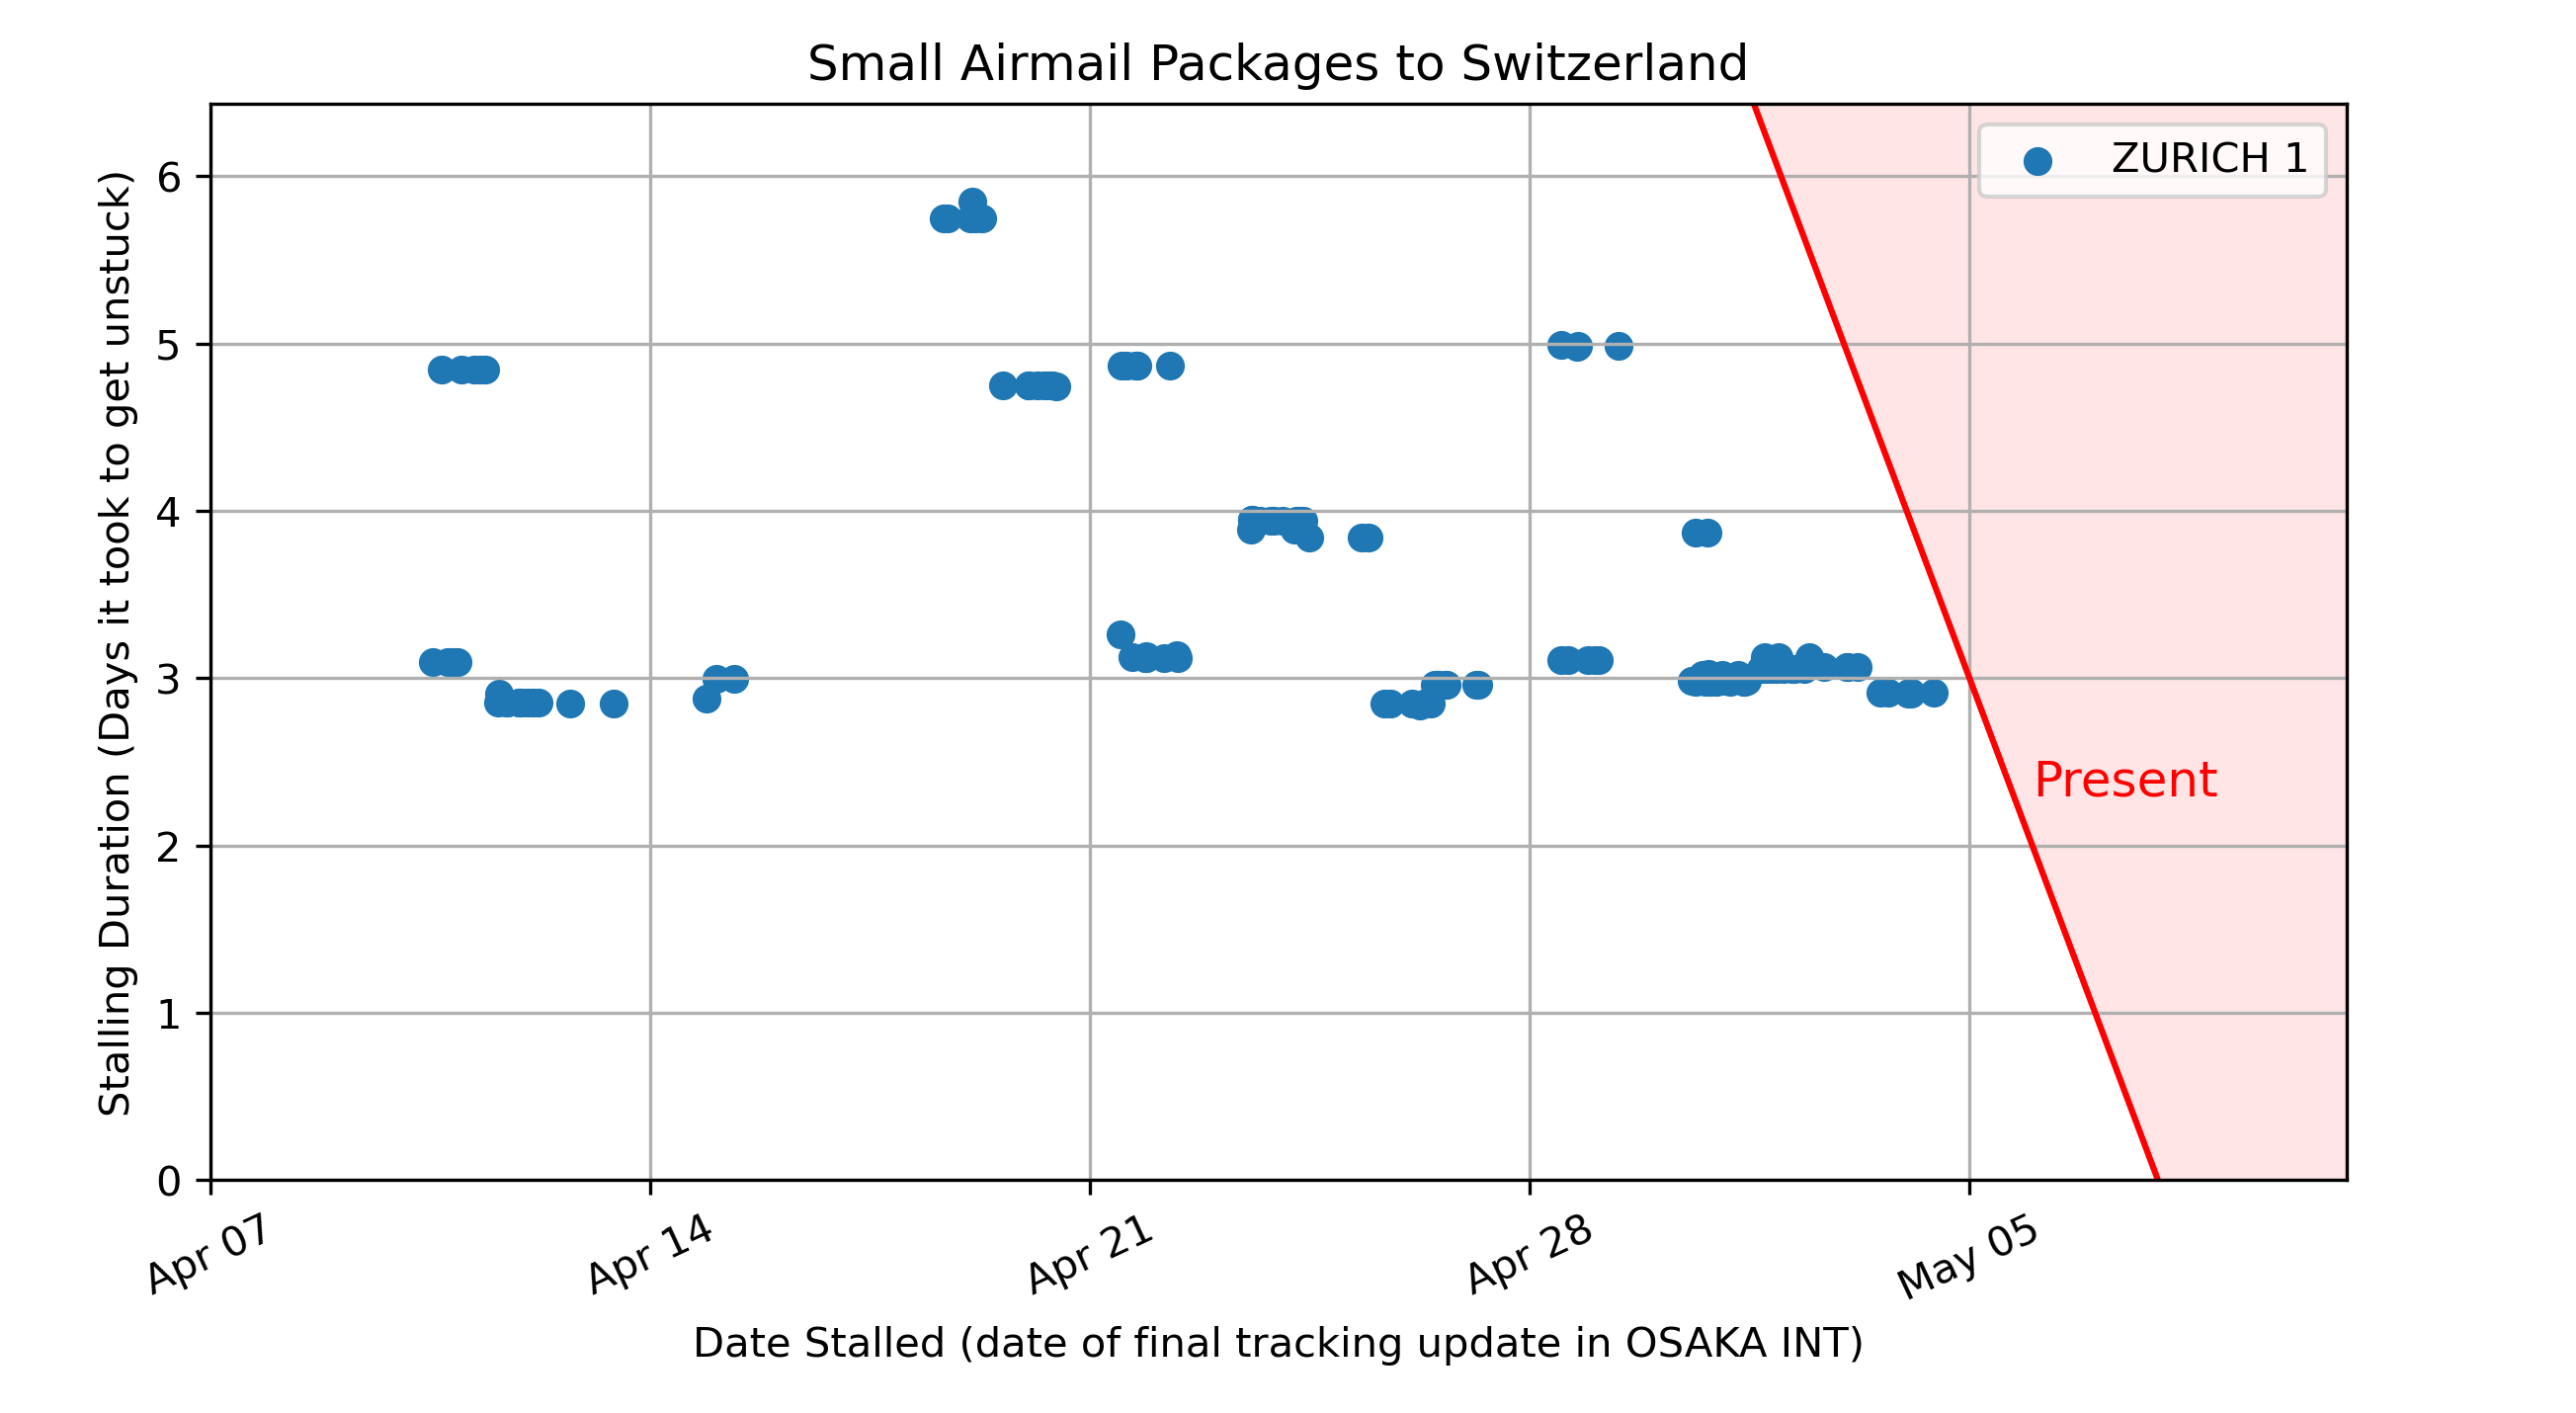 Small Airmail Packages to Switzerland
ZURICH 1
Stalling Duration (Days it took to get unstuck)
6
5
4
3
2
1
0
Present
Apr 07
Apr 14
Apr 21
Apr 28
May 05
Date Stalled (date of final tracking update in OSAKA INT)